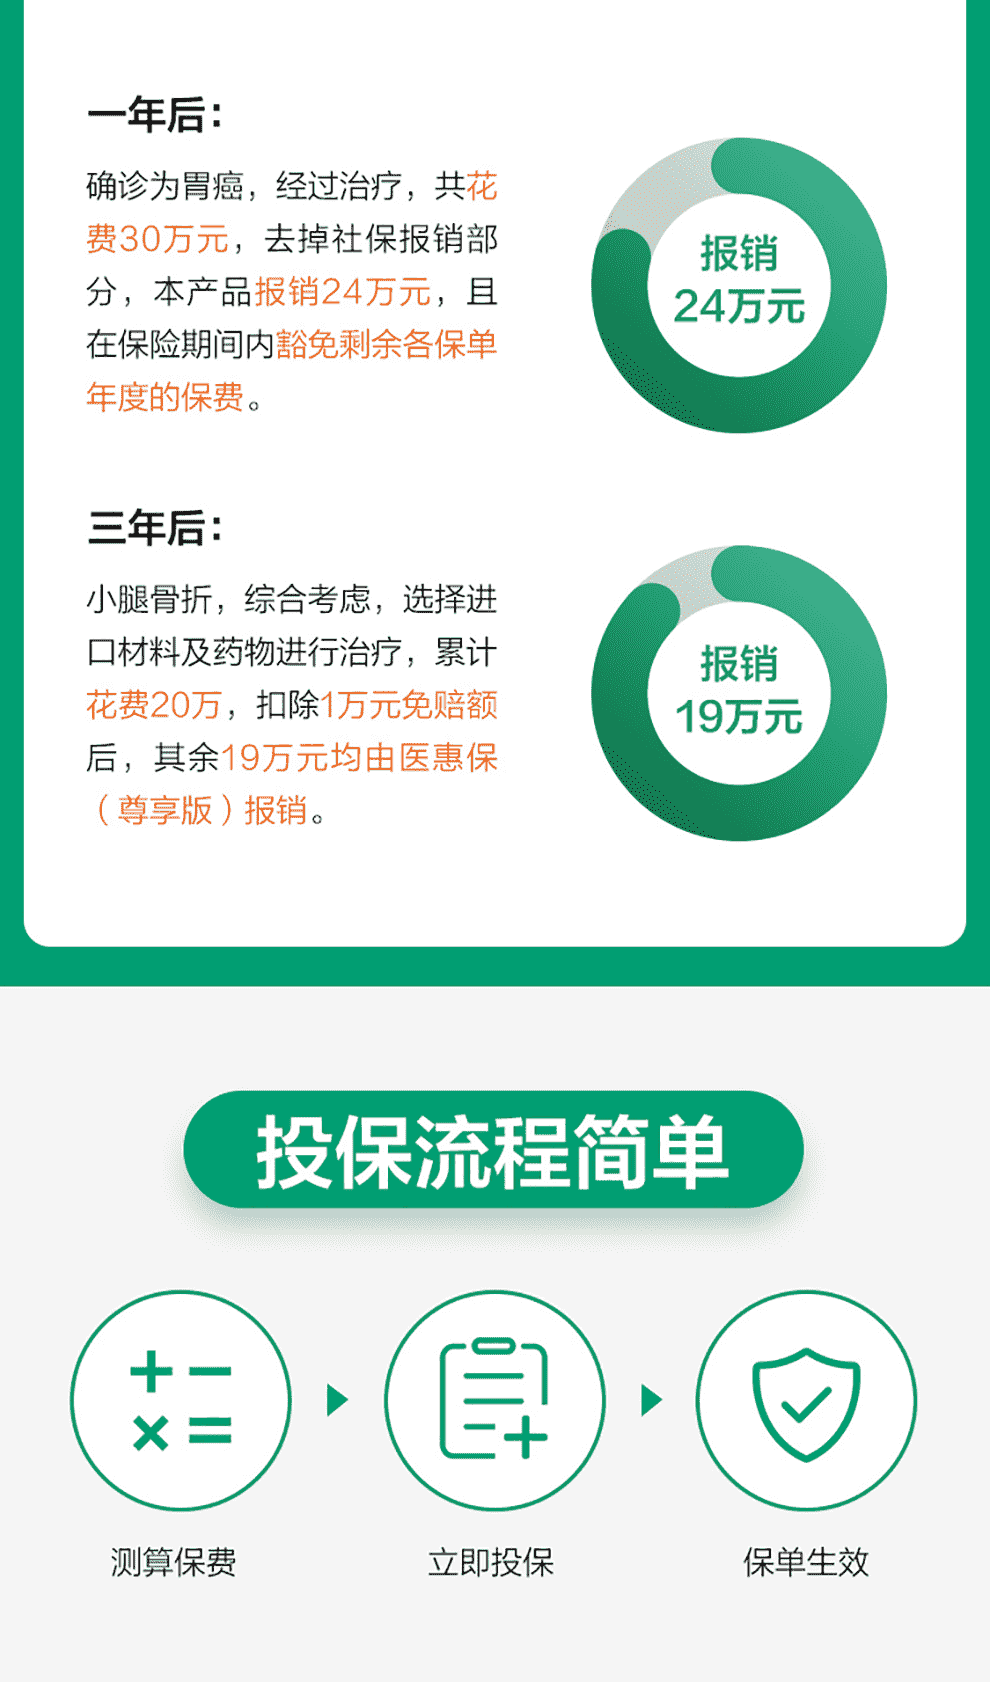 一年后：
确诊为胃癌，经过治疗，共花
费30万元，去掉社保报销部
分，本产品报销24万元，且
在保险期间内豁免剩余各保单
年度的保费。
报销
24万元
三年后：
小腿骨折，综合考虑，选择进
口材料及药物进行治疗，累计
花费20万，扣除1万元免赔额
后，其余19万元均由医惠保
（尊享版）报销。
报销
19万元
投保流程简单
测算保费
立即投保
保单生效